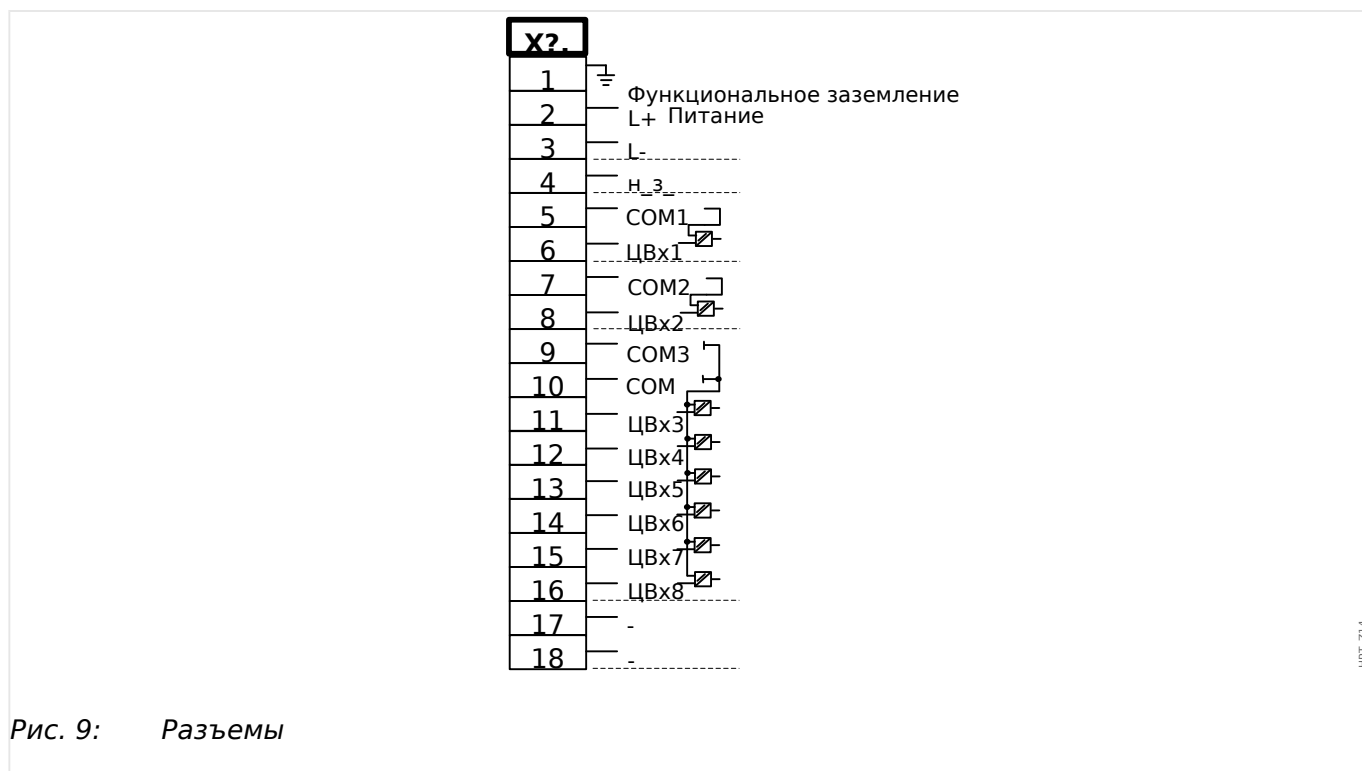 X?.
1
Функциональное заземление
2 L+ Питание
3 L-
4 н_з_
5 COM1
6 ЦВх1
7 COM2
8 ЦВх2
9 COM3
10 COM
11 ЦВх3
12 ЦВх4
13 ЦВх5
14 ЦВх6
15 ЦВх7
16 ЦВх8
17 -
18 -
Рис. 9: Разъемы